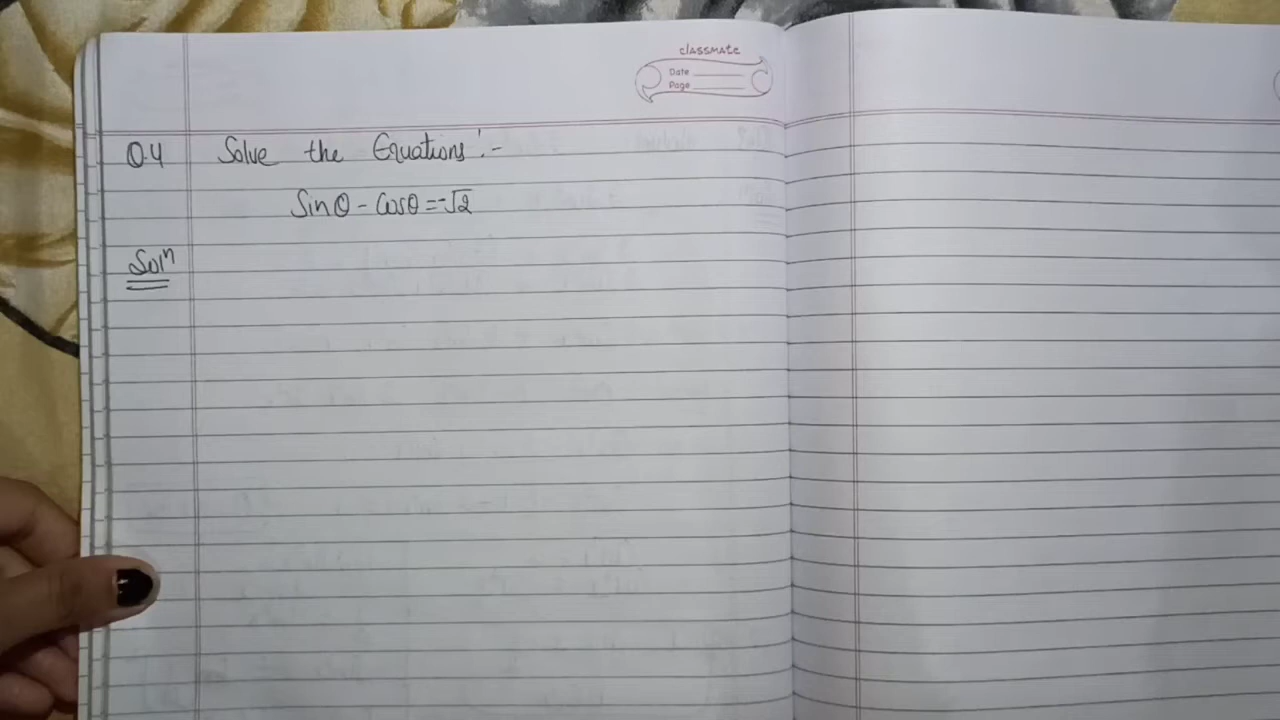 classmate
Date
Page
Q.4 Solve the Equations :-
Sinθ - Cosθ = -√2
Solⁿ